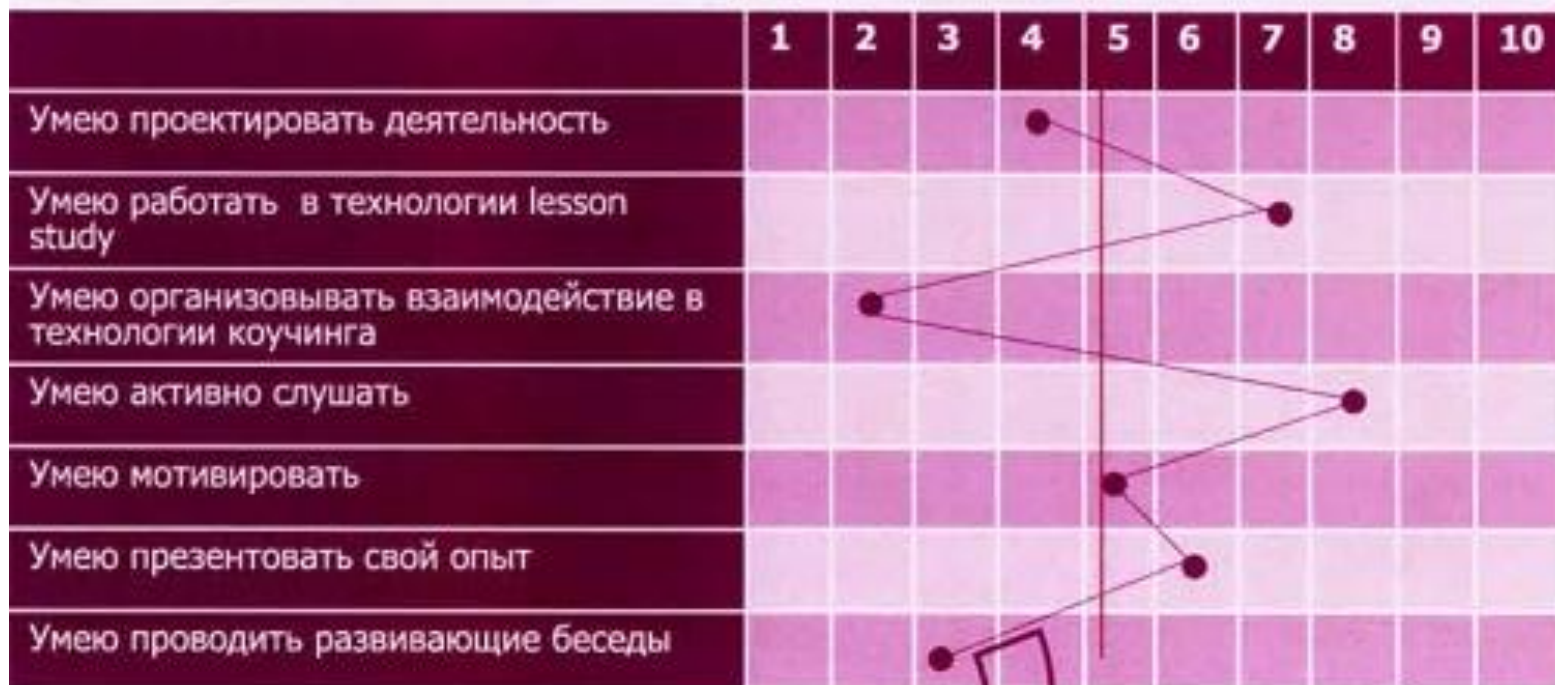 1 2 3 4 5 6 7 8 9 10
Умею проектировать деятельность
Умею работать в технологии lesson
study
Умею организовывать взаимодействие в
технологии коучинга
Умею активно слушать
Умею мотивировать
Умею презентовать свой опыт
Умею проводить развивающие беседы